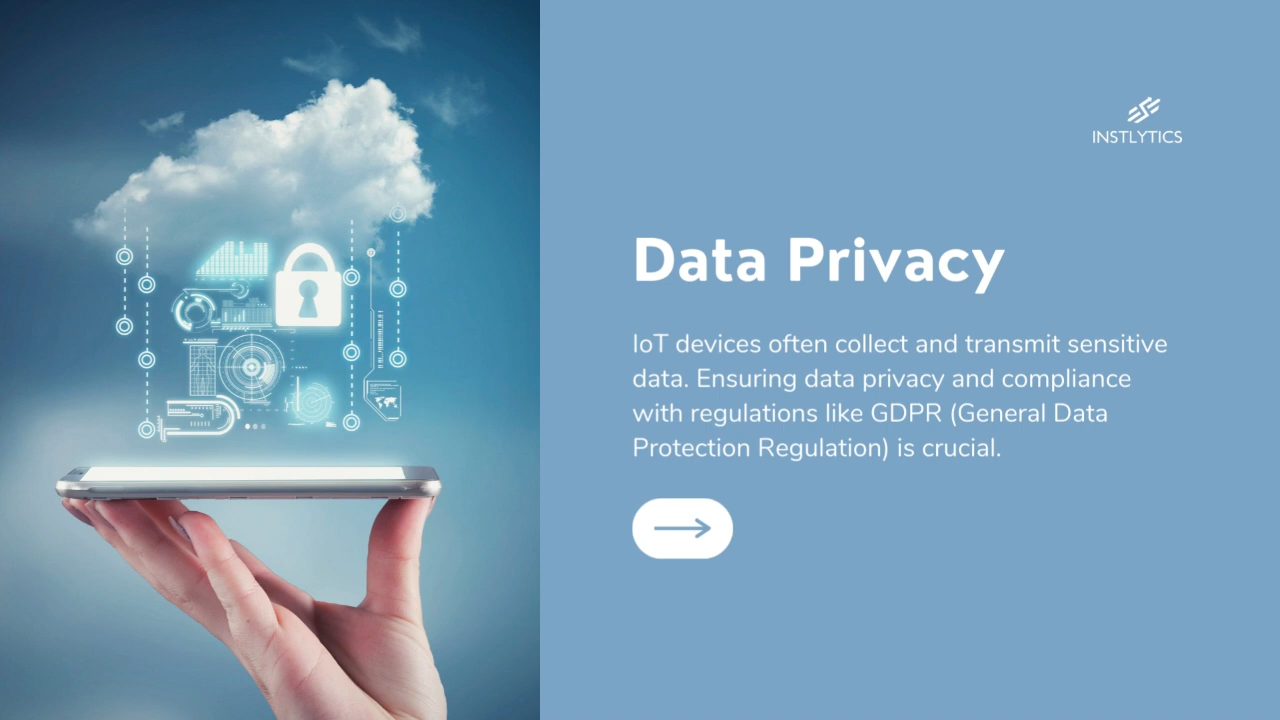 INSTLYTICS
Data Privacy
IoT devices often collect and transmit sensitive
data. Ensuring data privacy and compliance
with regulations like GDPR (General Data
Protection Regulation) is crucial.